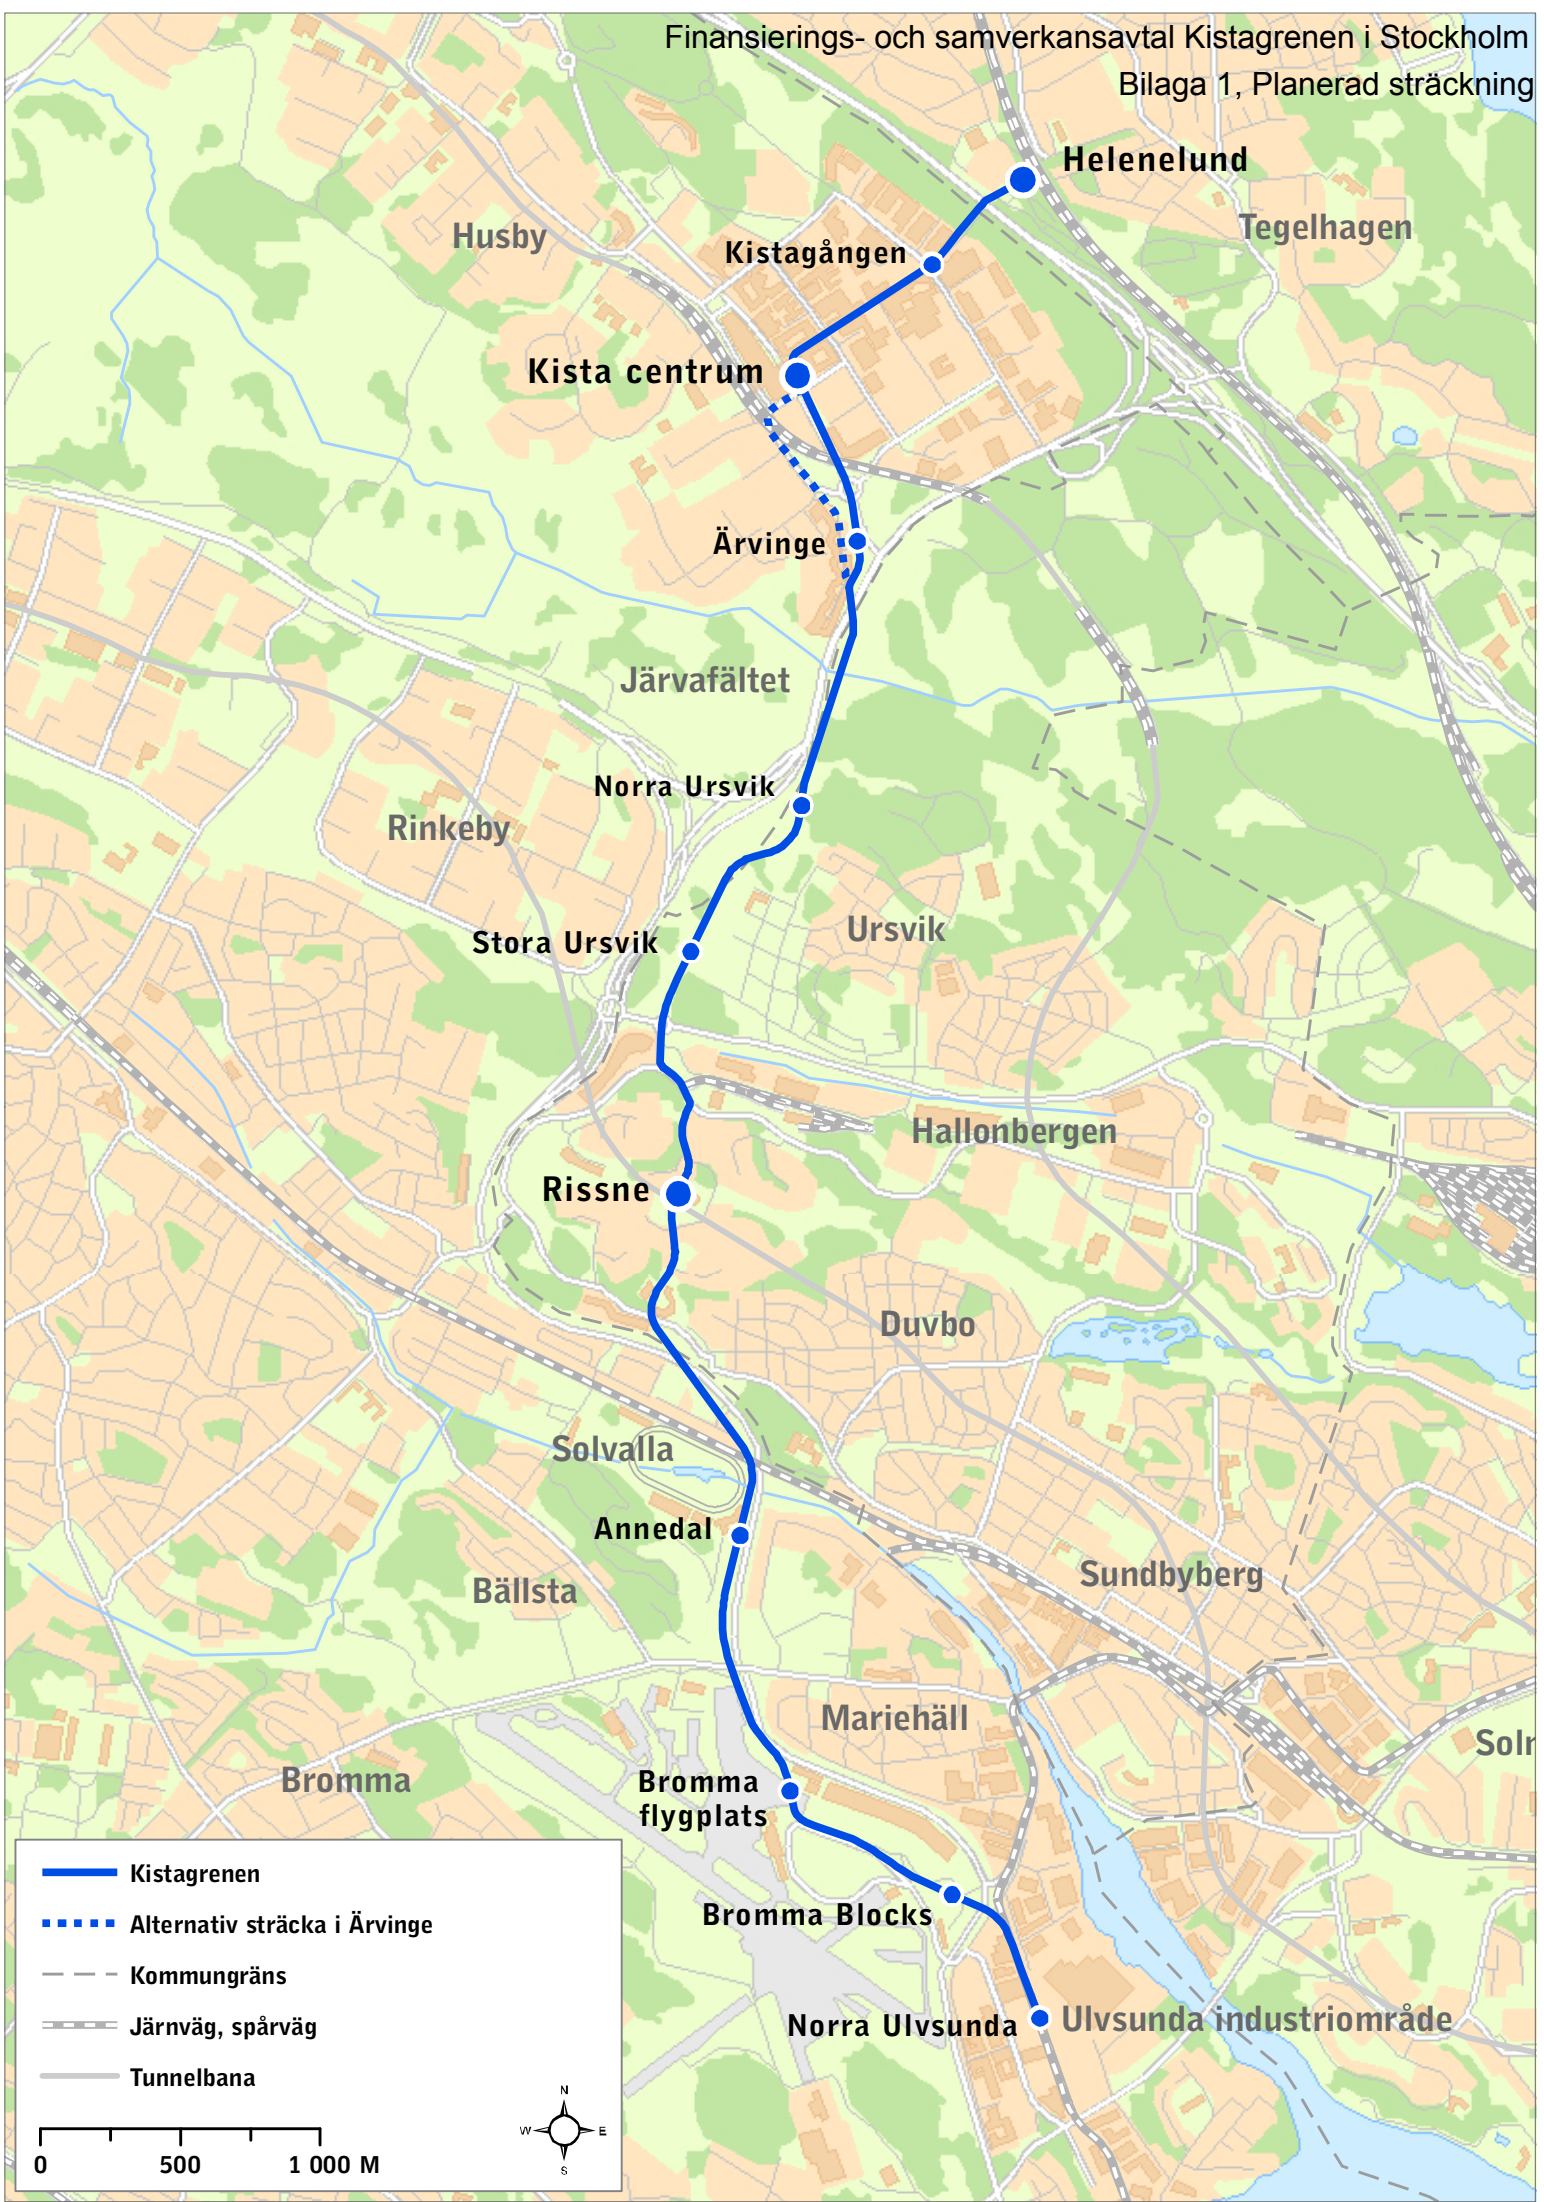 Finansierings- och samverkansavtal Kistagrenen i Stockholm
Bilaga 1, Planerad sträckning
Helenelund
Tegelhagen
Husby
Kistagången
Kista centrum
Ärvinge
Järvafältet
Norra Ursvik
Rinkeby
Ursvik
Stora Ursvik
Hallonbergen
Rissne
Duvbo
Solvalla
Annedal
Sundbyberg
Bällsta
Mariehäll
Soln
Bromma
Bromma
flygplats
Bromma Blocks
Norra Ulvsunda
Ulvsunda industriområde
Kistagrenen
Alternativ sträcka i Ärvinge
Kommungräns
Järnväg, spårväg
Tunnelbana
N
W E
S
0 500 1 000 M